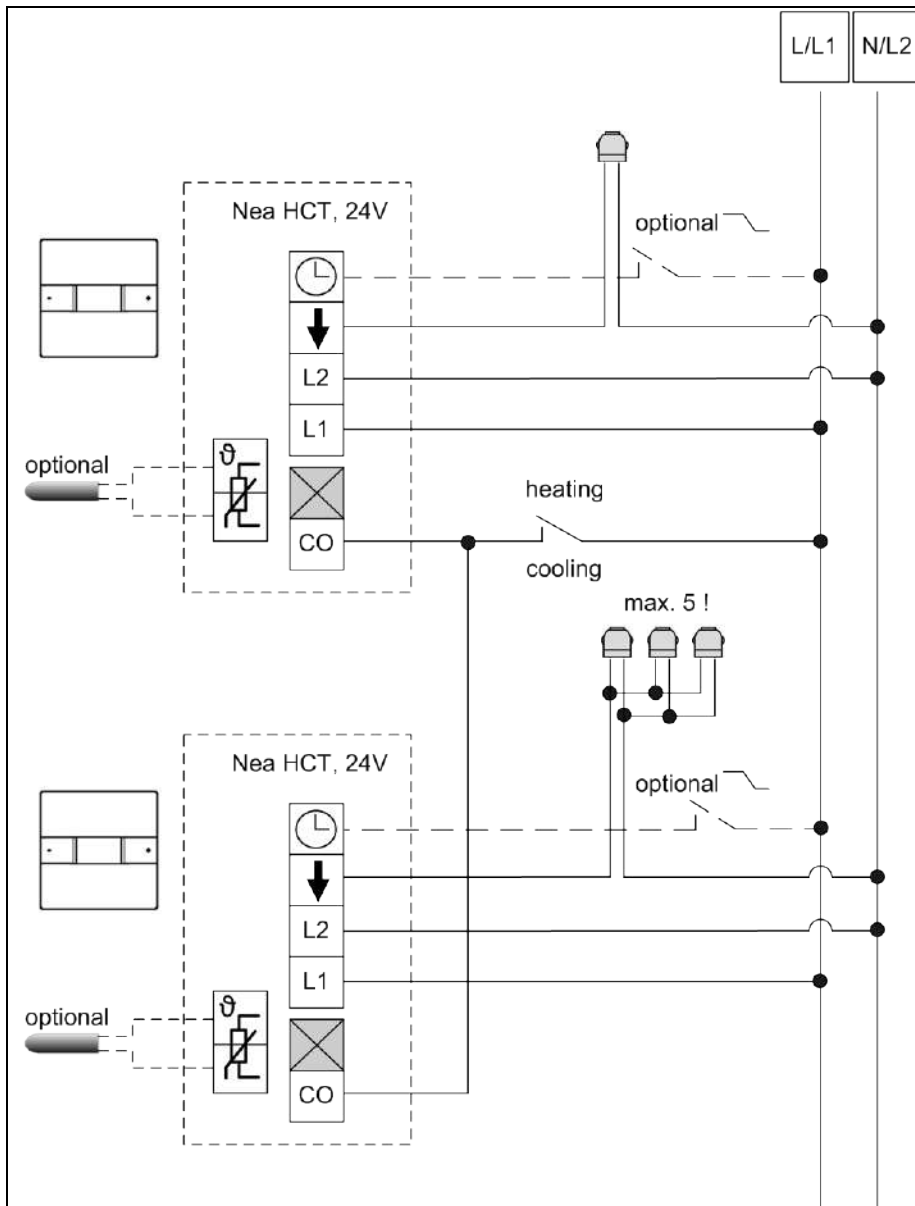 L/L1 N/L2
Nea HCT, 24V
optional
- +
L2
L1
optional
ϑ
heating
CO
cooling
max. 5 !
Nea HCT, 24V
optional
- +
L2
L1
optional
ϑ
CO